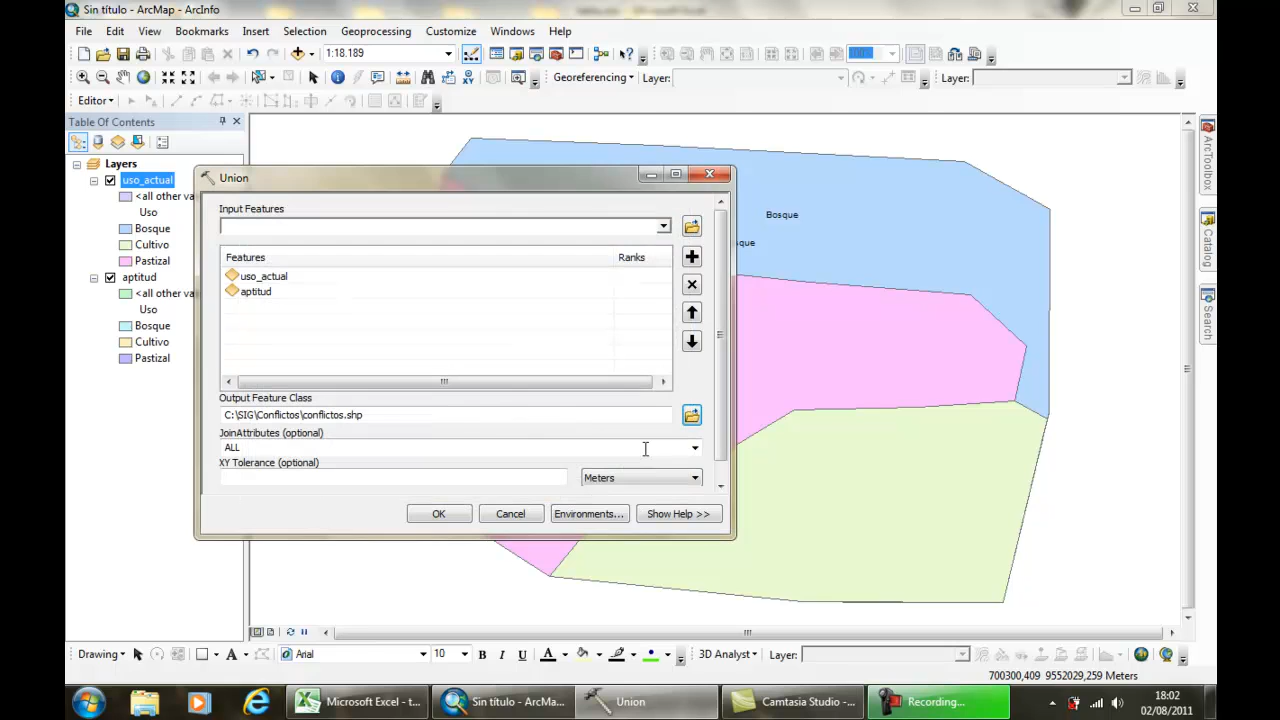 Sin título - ArcMap - ArcInfo
File Edit View Bookmarks Insert Selection Geoprocessing Customize Windows Help
1:18.189
Georeferencing Layer: Layer:
Editor
Table Of Contents
Layers
uso_actual
<all other va
Uso
Bosque
Cultivo
Pastizal
aptitud
<all other va
Uso
Bosque
Cultivo
Pastizal
Bosque
sque
Union
Input Features
Features Ranks
uso_actual
aptitud
Output Feature Class
C:\SIG\Conflictos\conflictos.shp
JoinAttributes (optional)
ALL
XY Tolerance (optional)
Meters
OK Cancel Environments... Show Help >>
ArcToolbox
Catalog
Search
Drawing A Arial 10 B I U A 3D Analyst Layer:
700300,409 9552029,259 Meters
Microsoft Excel - t... Sin título - ArcMa... Union Camtasia Studio - ... Recording...
18:02
02/08/2011